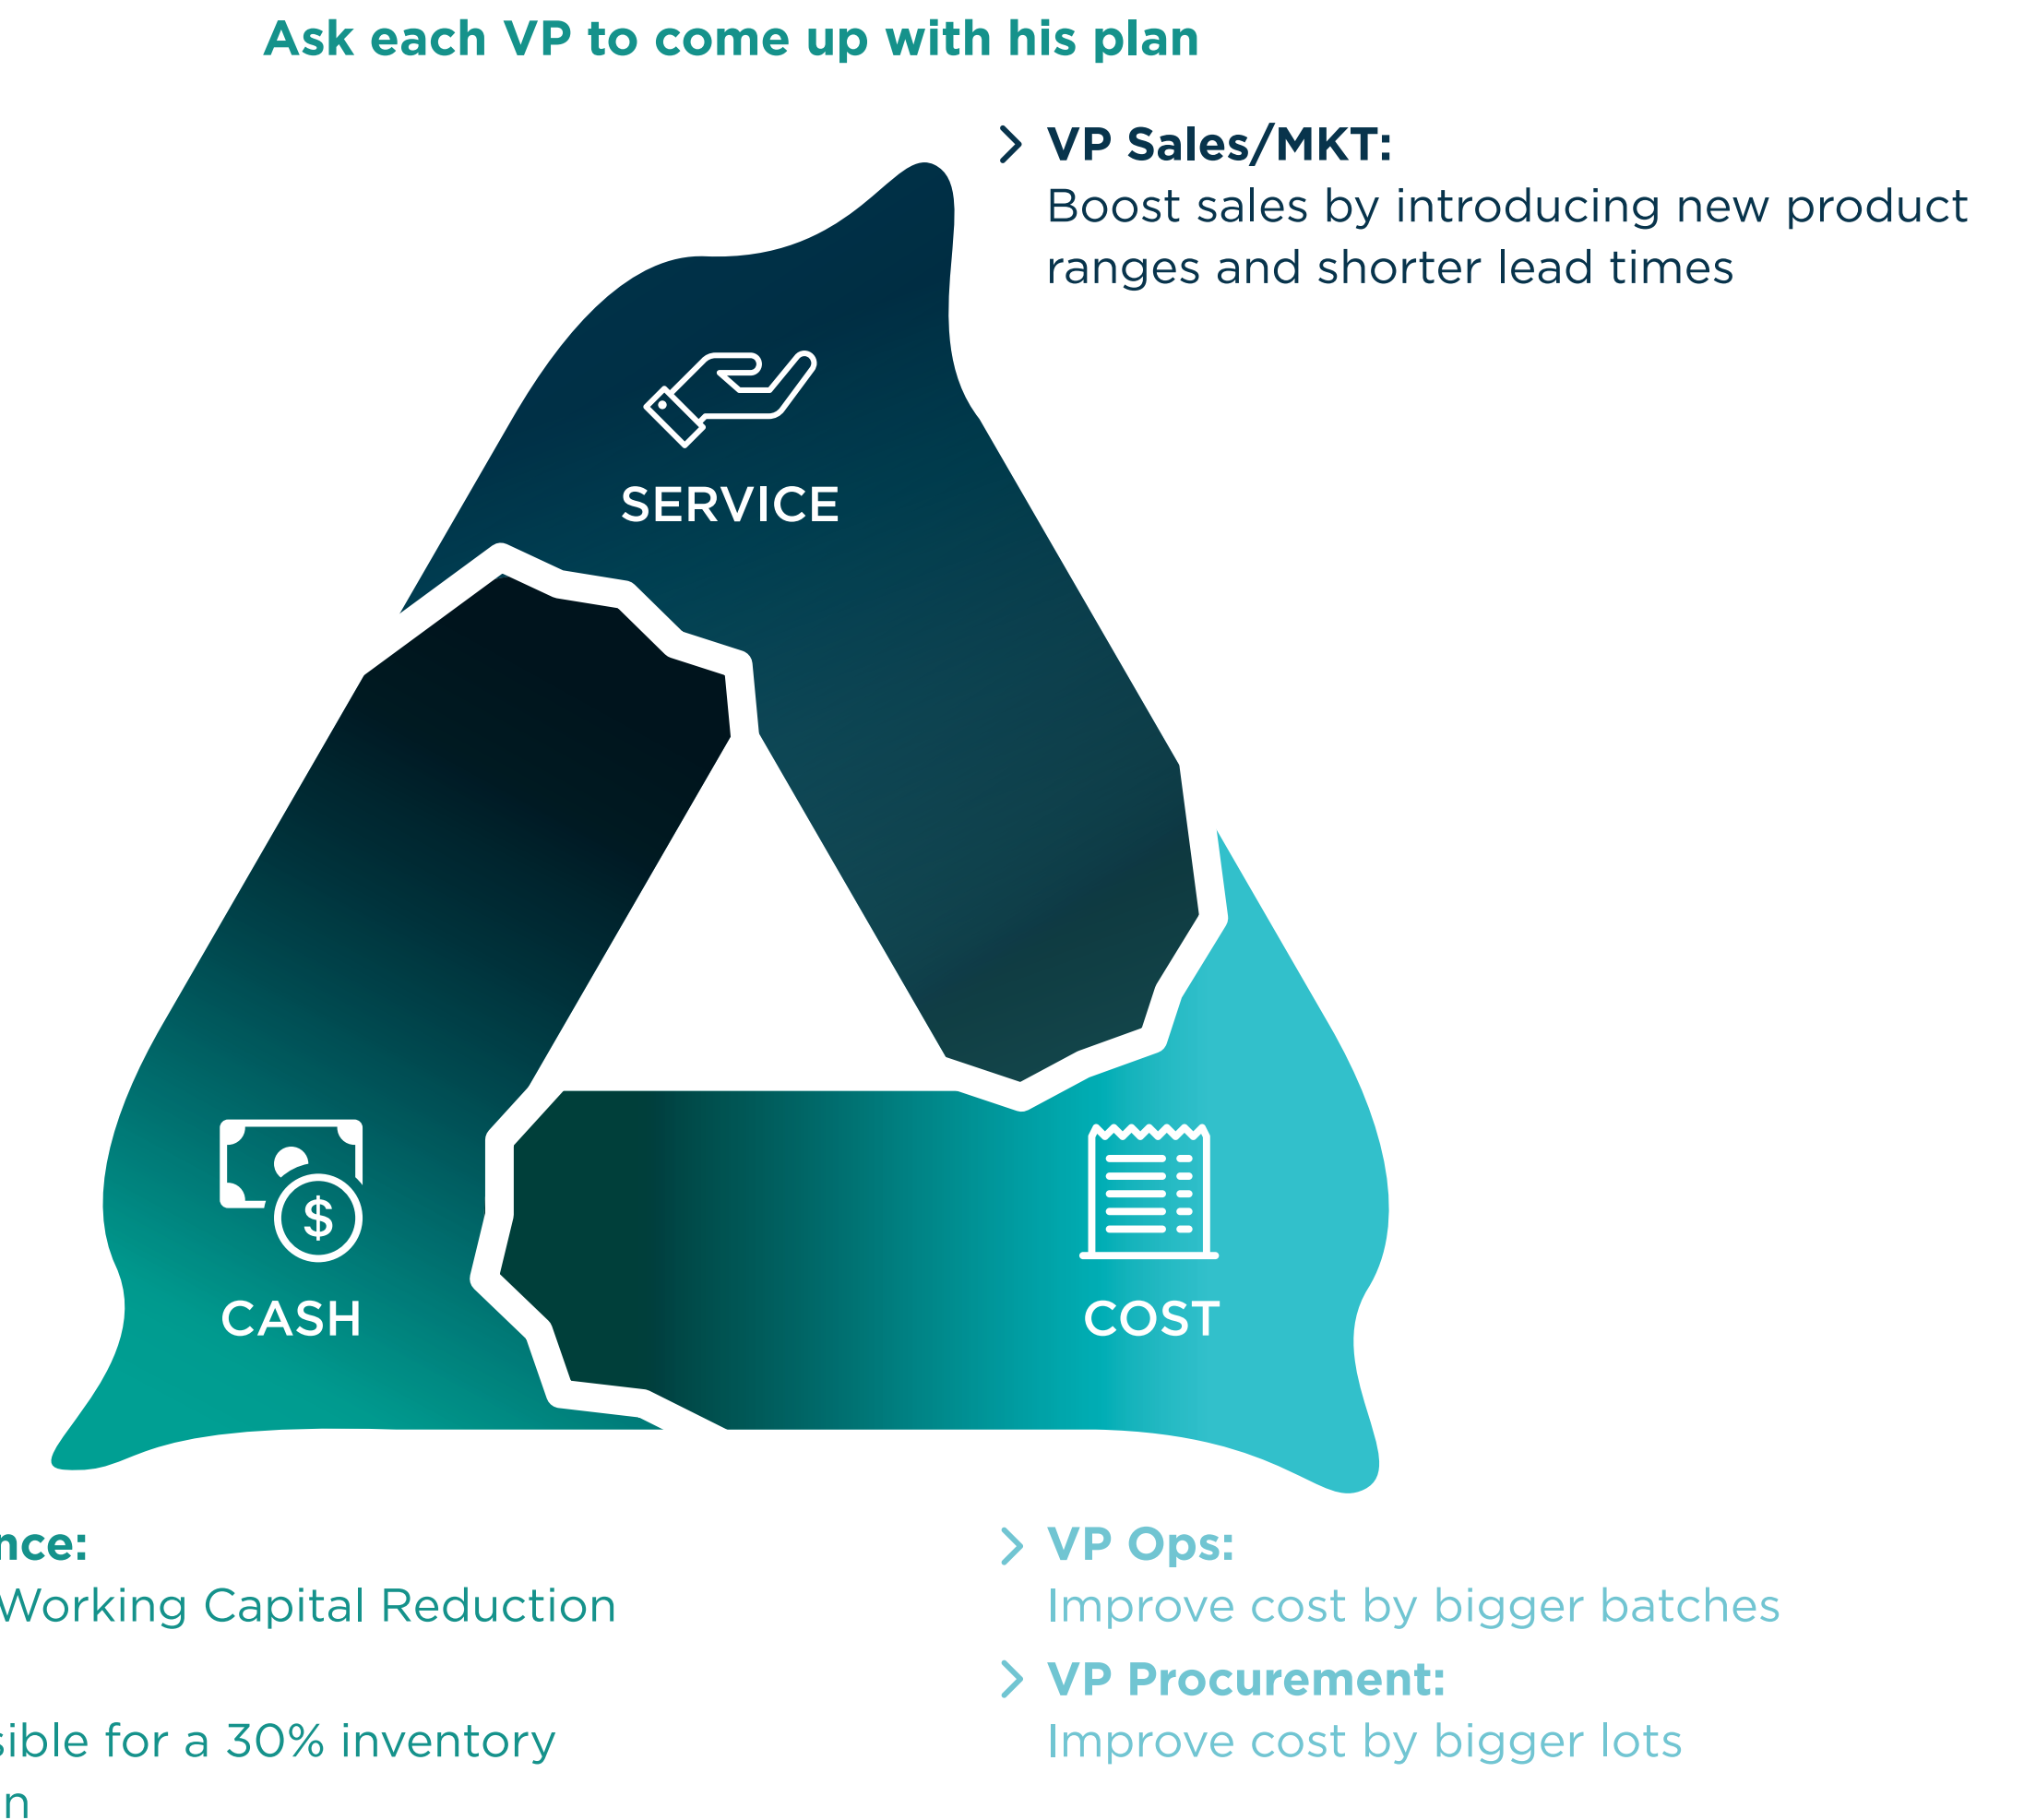 Ask each VP to come up with his plan
VP Sales/MKT:
Boost sales by introducing new product
ranges and shorter lead times
SERVICE
$
CASH
COST
Working Capital Reduction
for a 30% inventory
VP Ops:
Improve cost by bigger batches
VP Procurement:
Improve cost by bigger lots